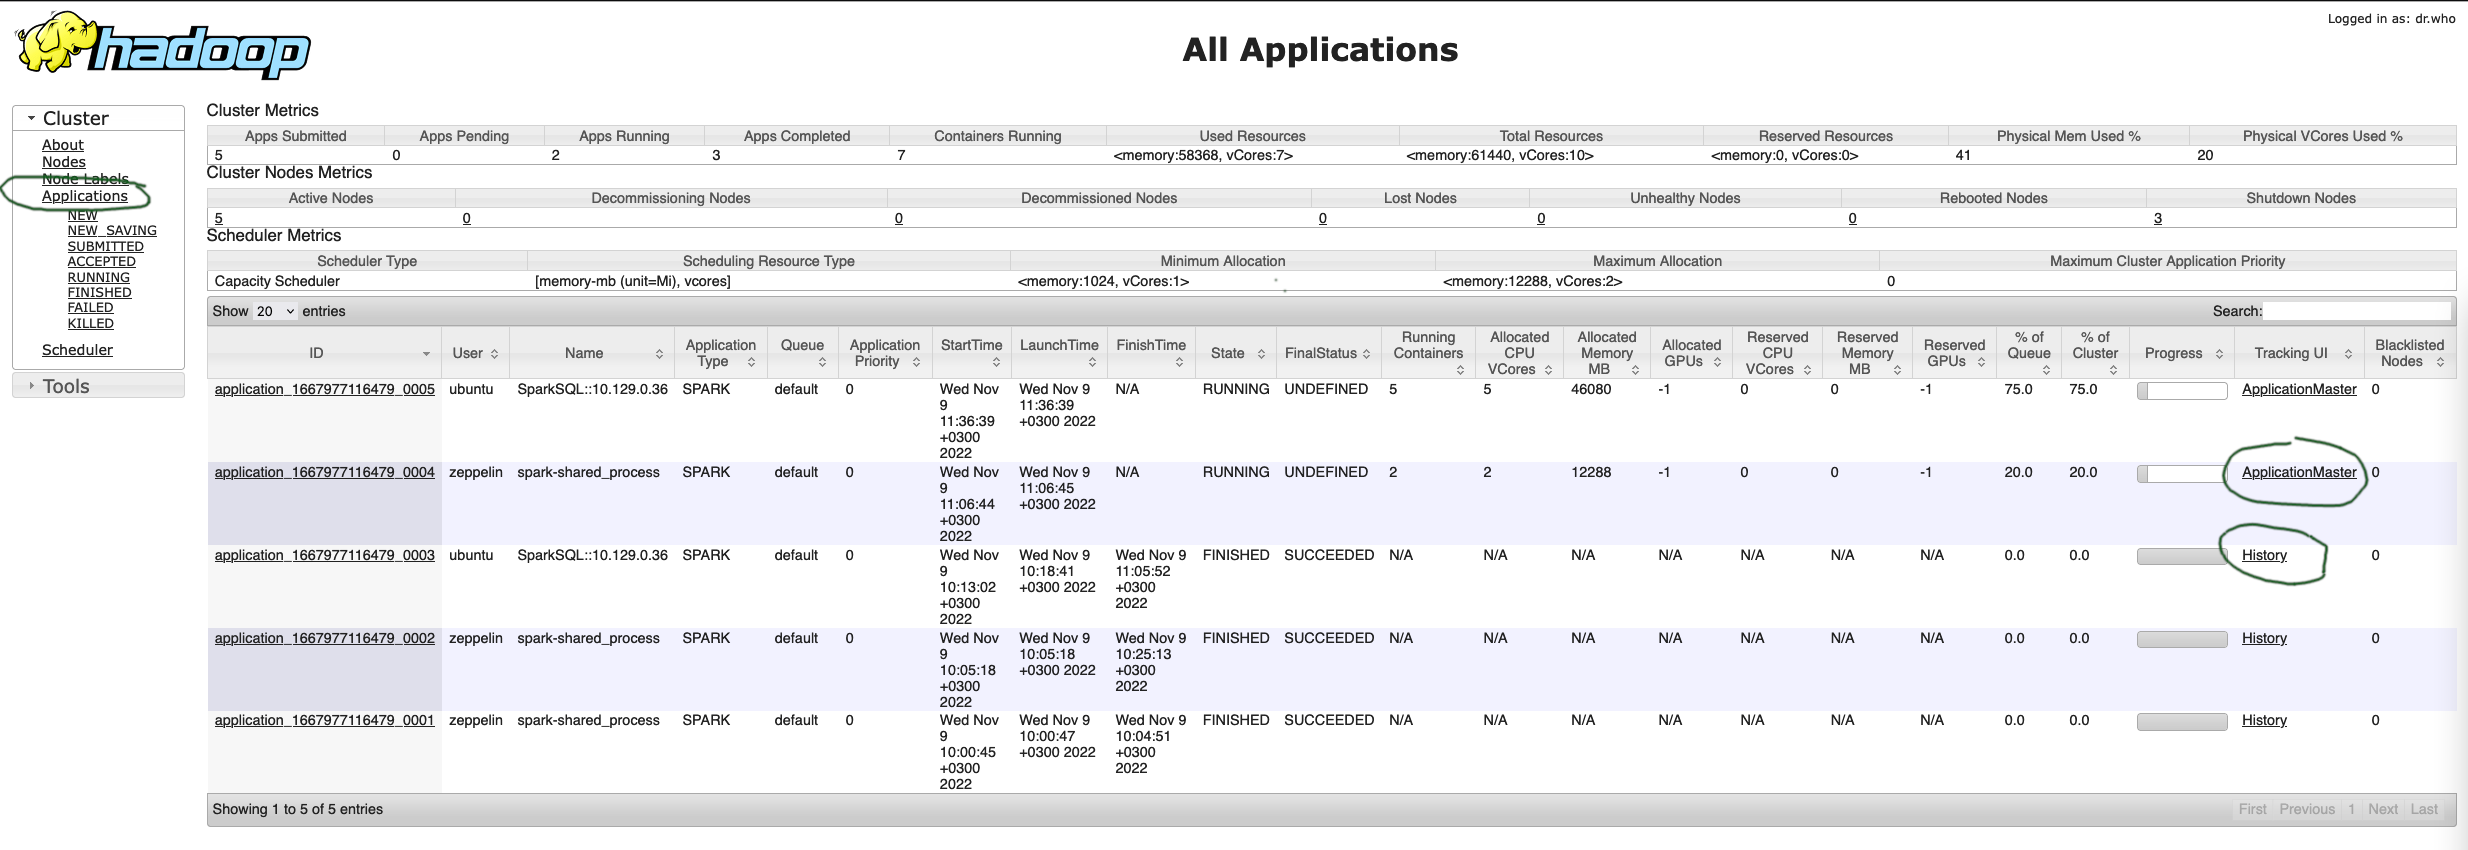 hadoop
All Applications
Logged in as: dr.who
Cluster
About
Nodes
Node Labels
Applications
NEW
NEW_SAVING
SUBMITTED
ACCEPTED
RUNNING
FINISHED
FAILED
KILLED
Scheduler
Tools
Cluster Metrics
Apps Submitted Apps Pending Apps Running Apps Completed Containers Running Used Resources Total Resources Reserved Resources Physical Mem Used % Physical VCores Used %
5 0 2 3 7 <memory:58368, vCores:7> <memory:61440, vCores:10> <memory:0, vCores:0> 41 20
Cluster Nodes Metrics
Active Nodes Decommissioning Nodes Decommissioned Nodes Lost Nodes Unhealthy Nodes Rebooted Nodes Shutdown Nodes
5 0 0 0 0 0 3
Scheduler Metrics
Scheduler Type Scheduling Resource Type Minimum Allocation Maximum Allocation Maximum Cluster Application Priority
Capacity Scheduler [memory-mb (unit=Mi), vcores] <memory:1024, vCores:1> <memory:12288, vCores:2> 0
Show 20 entries Search:
ID User Name Application Type Queue Application Priority StartTime LaunchTime FinishTime State FinalStatus Running Containers Allocated CPU VCores Allocated Memory MB Allocated GPUs Reserved CPU VCores Reserved Memory MB Reserved GPUs % of Queue % of Cluster Progress Tracking UI Blacklisted Nodes
application_1667977116479_0005 ubuntu SparkSQL::10.129.0.36 SPARK default 0 Wed Nov 9 11:36:39 +0300 2022 Wed Nov 9 11:36:39 +0300 2022 N/A RUNNING UNDEFINED 5 5 46080 -1 0 0 -1 75.0 75.0 ApplicationMaster 0
application_1667977116479_0004 zeppelin spark-shared_process SPARK default 0 Wed Nov 9 11:06:44 +0300 2022 Wed Nov 9 11:06:45 +0300 2022 N/A RUNNING UNDEFINED 2 2 12288 -1 0 0 -1 20.0 20.0 ApplicationMaster 0
application_1667977116479_0003 ubuntu SparkSQL::10.129.0.36 SPARK default 0 Wed Nov 9 10:13:02 +0300 2022 Wed Nov 9 10:18:41 +0300 2022 Wed Nov 9 11:05:52 +0300 2022 FINISHED SUCCEEDED N/A N/A N/A N/A N/A N/A N/A 0.0 0.0 History 0
application_1667977116479_0002 zeppelin spark-shared_process SPARK default 0 Wed Nov 9 10:05:18 +0300 2022 Wed Nov 9 10:05:18 +0300 2022 Wed Nov 9 10:25:13 +0300 2022 FINISHED SUCCEEDED N/A N/A N/A N/A N/A N/A N/A 0.0 0.0 History 0
application_1667977116479_0001 zeppelin spark-shared_process SPARK default 0 Wed Nov 9 10:00:45 +0300 2022 Wed Nov 9 10:00:47 +0300 2022 Wed Nov 9 10:04:51 +0300 2022 FINISHED SUCCEEDED N/A N/A N/A N/A N/A N/A N/A 0.0 0.0 History 0
Showing 1 to 5 of 5 entries First Previous 1 Next Last